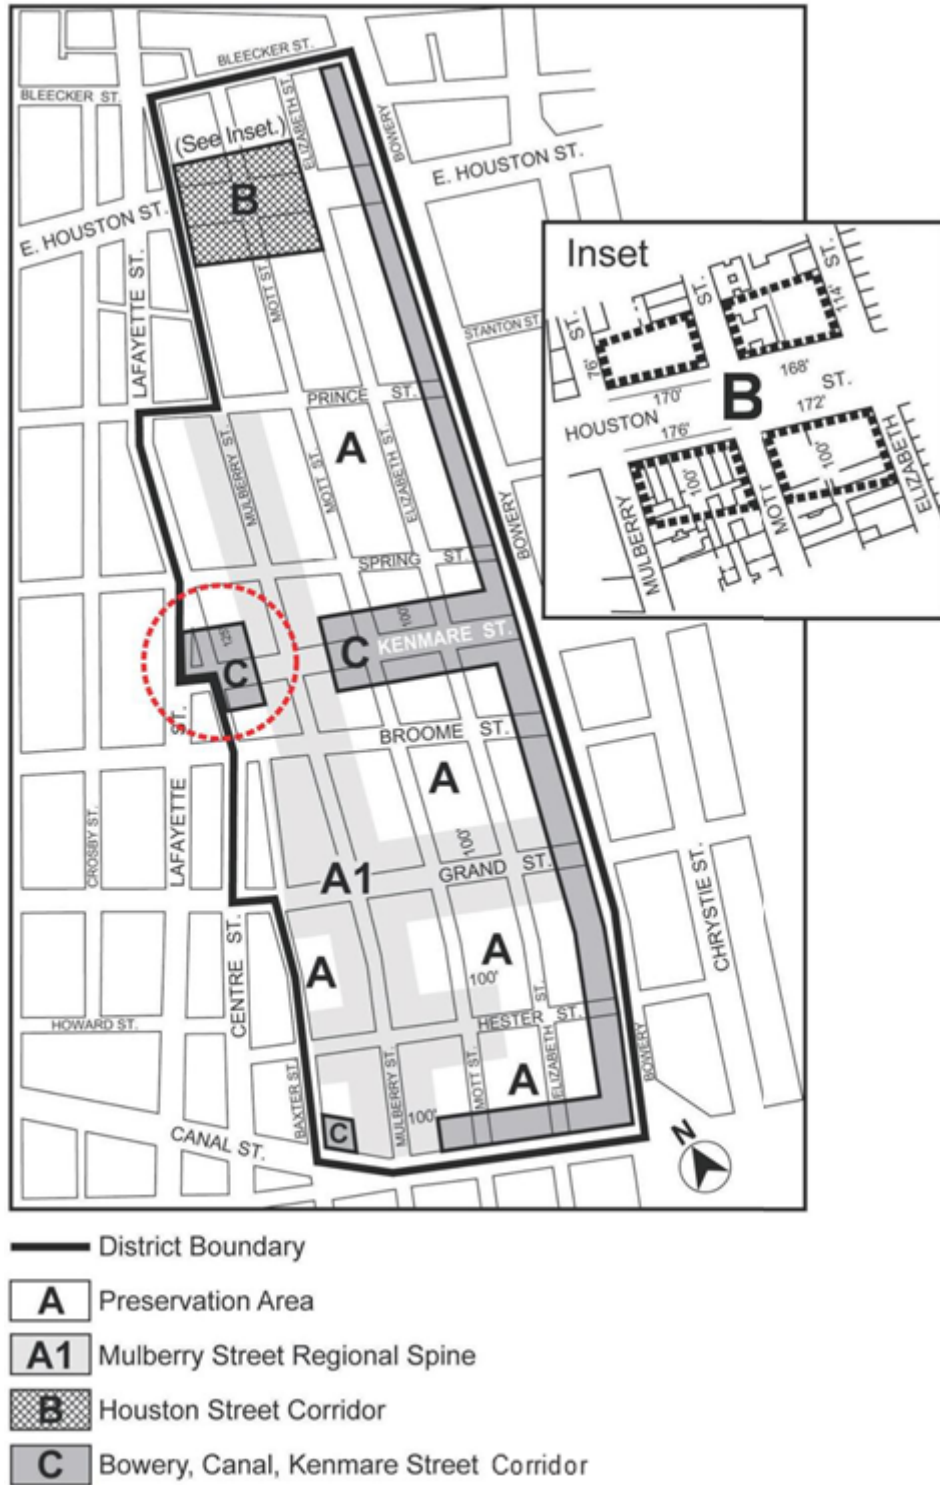 BLEECKER ST.
BLEECKER ST.
ELIZABETH ST.
BOWERY
(See Inset.)
B
E. HOUSTON ST.
E. HOUSTON ST.
LAFAYETTE ST.
MOTT ST.
STANTON ST.
PRINCE ST.
A
MULBERRY ST.
MOTT ST.
ELIZABETH ST.
BOWERY
SPRING ST.
100'
125'
C
C
KENMARE ST.
LAFAYETTE ST.
BROOME ST.
A
CROSBY ST.
100'
A1
GRAND ST.
CHRYSTIE ST.
CENTRE ST.
A
A
100'
HOWARD ST.
HESTER ST.
BAXTER ST.
MULBERRY ST.
MOTT ST.
A
ELIZABETH ST.
BOWERY
100'
C
CANAL ST.
N
Inset
ST.
ST.
ST.
76'
114'
170'
168'
B
HOUSTON ST.
176'
172'
100'
100'
MULBERRY
MOTT
ELIZABETH
District Boundary
A Preservation Area
A1 Mulberry Street Regional Spine
B Houston Street Corridor
C Bowery, Canal, Kenmare Street Corridor